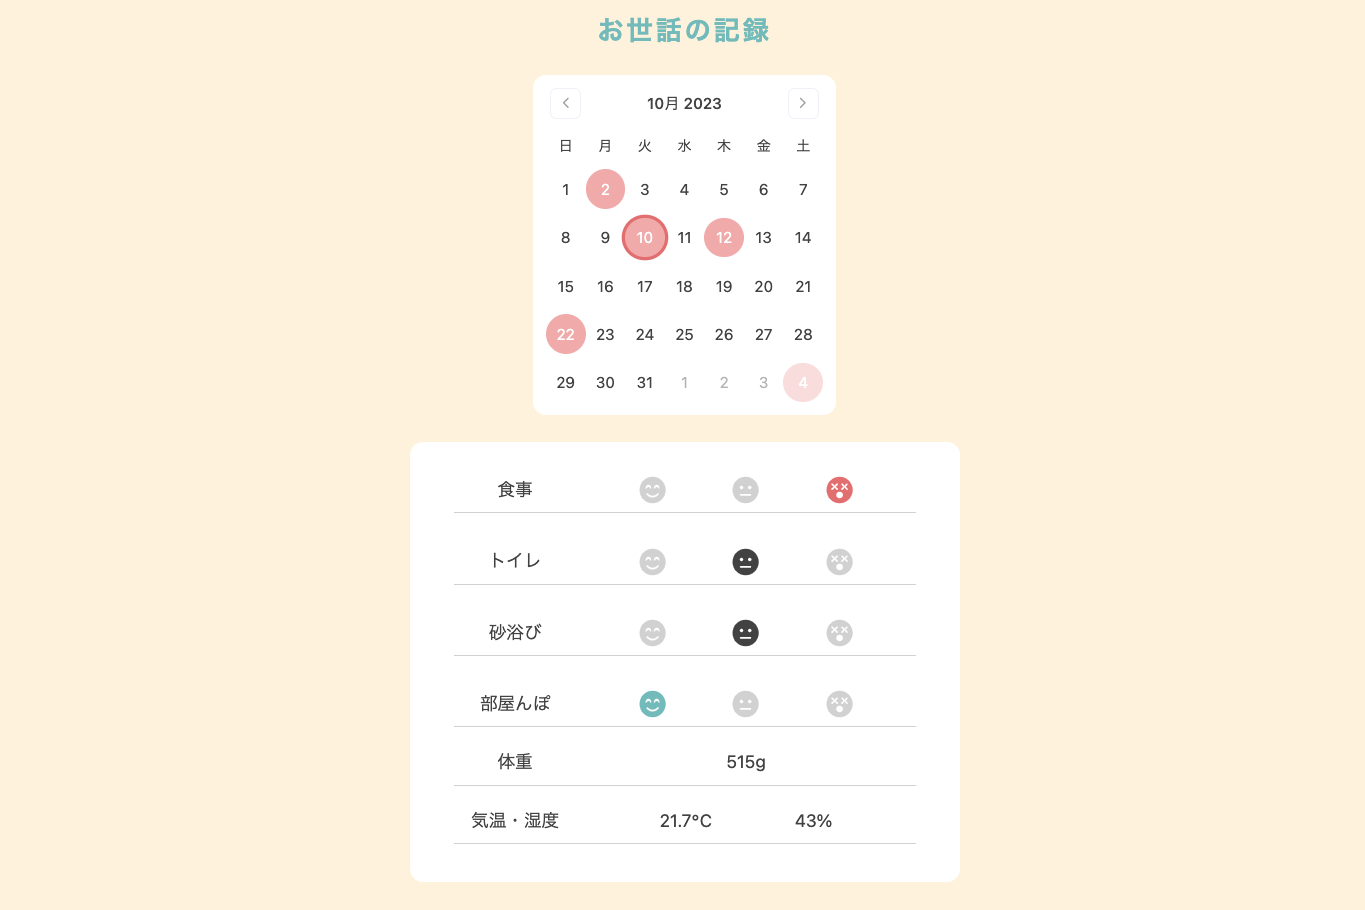 お世話の記録
10月 2023
日 月 火 水 木 金 土
1 2 3 4 5 6 7
8 9 10 11 12 13 14
15 16 17 18 19 20 21
22 23 24 25 26 27 28
29 30 31 1 2 3 4
食事
トイレ
砂浴び
部屋んぽ
体重 515g
気温・湿度 21.7°C 43%